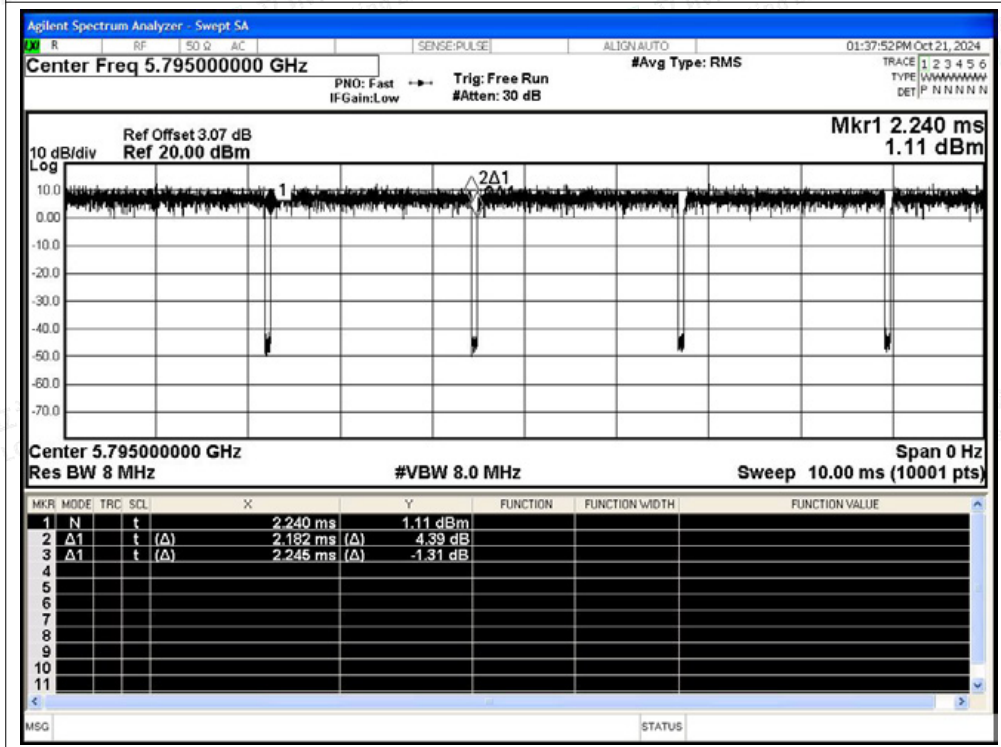 Agilent Spectrum Analyzer - Swept SA
LXI R RF 50 Ω AC SENSE:PULSE ALIGN AUTO 01:37:52 PM Oct 21, 2024
Center Freq 5.795000000 GHz #Avg Type: RMS TRACE 1 2 3 4 5 6
PNO: Fast Trig: Free Run TYPE WWWWWW
IFGain:Low #Atten: 30 dB DET P N N N N N
Mkr1 2.240 ms
Ref Offset 3.07 dB
10 dB/div Ref 20.00 dBm 1.11 dBm
Log
10.0
0.00
-10.0
-20.0
-30.0
-40.0
-50.0
-60.0
-70.0
1
2Δ1
Center 5.795000000 GHz Span 0 Hz
Res BW 8 MHz #VBW 8.0 MHz Sweep 10.00 ms (10001 pts)
MKR MODE TRC SCL X Y FUNCTION FUNCTION WIDTH FUNCTION VALUE
1 N t 2.240 ms 1.11 dBm
2 Δ1 t (Δ) 2.182 ms (Δ) 4.39 dB
3 Δ1 t (Δ) 2.245 ms (Δ) -1.31 dB
4
5
6
7
8
9
10
11
MSG STATUS